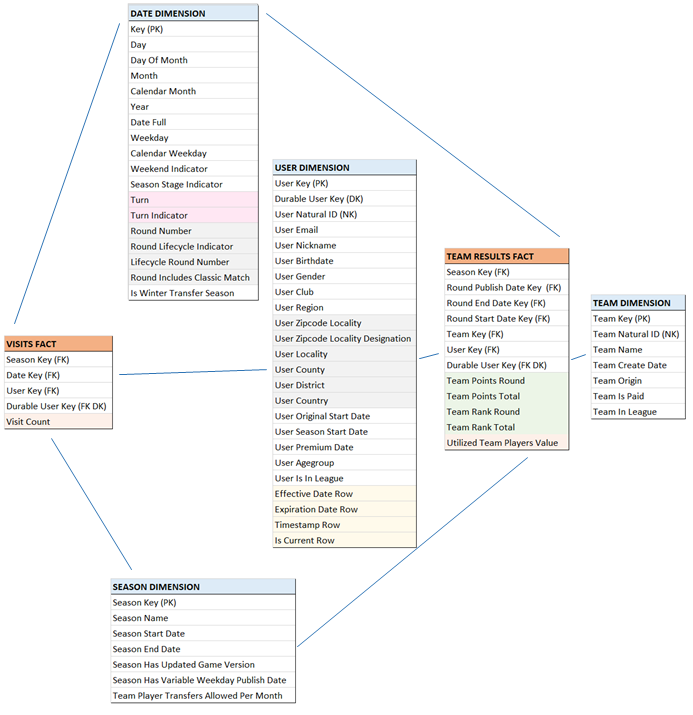 DATE DIMENSION
Key (PK)
Day
Day Of Month
Month
Calendar Month
Year
Date Full
Weekday
Calendar Weekday
Weekend Indicator
Season Stage Indicator
Turn
Turn Indicator
Round Number
Round Lifecycle Indicator
Lifecycle Round Number
Round Includes Classic Match
Is Winter Transfer Season
USER DIMENSION
User Key (PK)
Durable User Key (DK)
User Natural ID (NK)
User Email
User Nickname
User Birthdate
User Gender
User Club
User Region
User Zipcode Locality
User Zipcode Locality Designation
User Locality
User County
User District
User Country
User Original Start Date
User Season Start Date
User Premium Date
User Agegroup
User Is In League
Effective Date Row
Expiration Date Row
Timestamp Row
Is Current Row
TEAM RESULTS FACT
Season Key (FK)
Round Publish Date Key (FK)
Round End Date Key (FK)
Round Start Date Key (FK)
Team Key (FK)
User Key (FK)
Durable User Key (FK DK)
Team Points Round
Team Points Total
Team Rank Round
Team Rank Total
Utilized Team Players Value
TEAM DIMENSION
Team Key (PK)
Team Natural ID (NK)
Team Name
Team Create Date
Team Origin
Team Is Paid
Team In League
VISITS FACT
Season Key (FK)
Date Key (FK)
User Key (FK)
Durable User Key (FK DK)
Visit Count
SEASON DIMENSION
Season Key (PK)
Season Name
Season Start Date
Season End Date
Season Has Updated Game Version
Season Has Variable Weekday Publish Date
Team Player Transfers Allowed Per Month